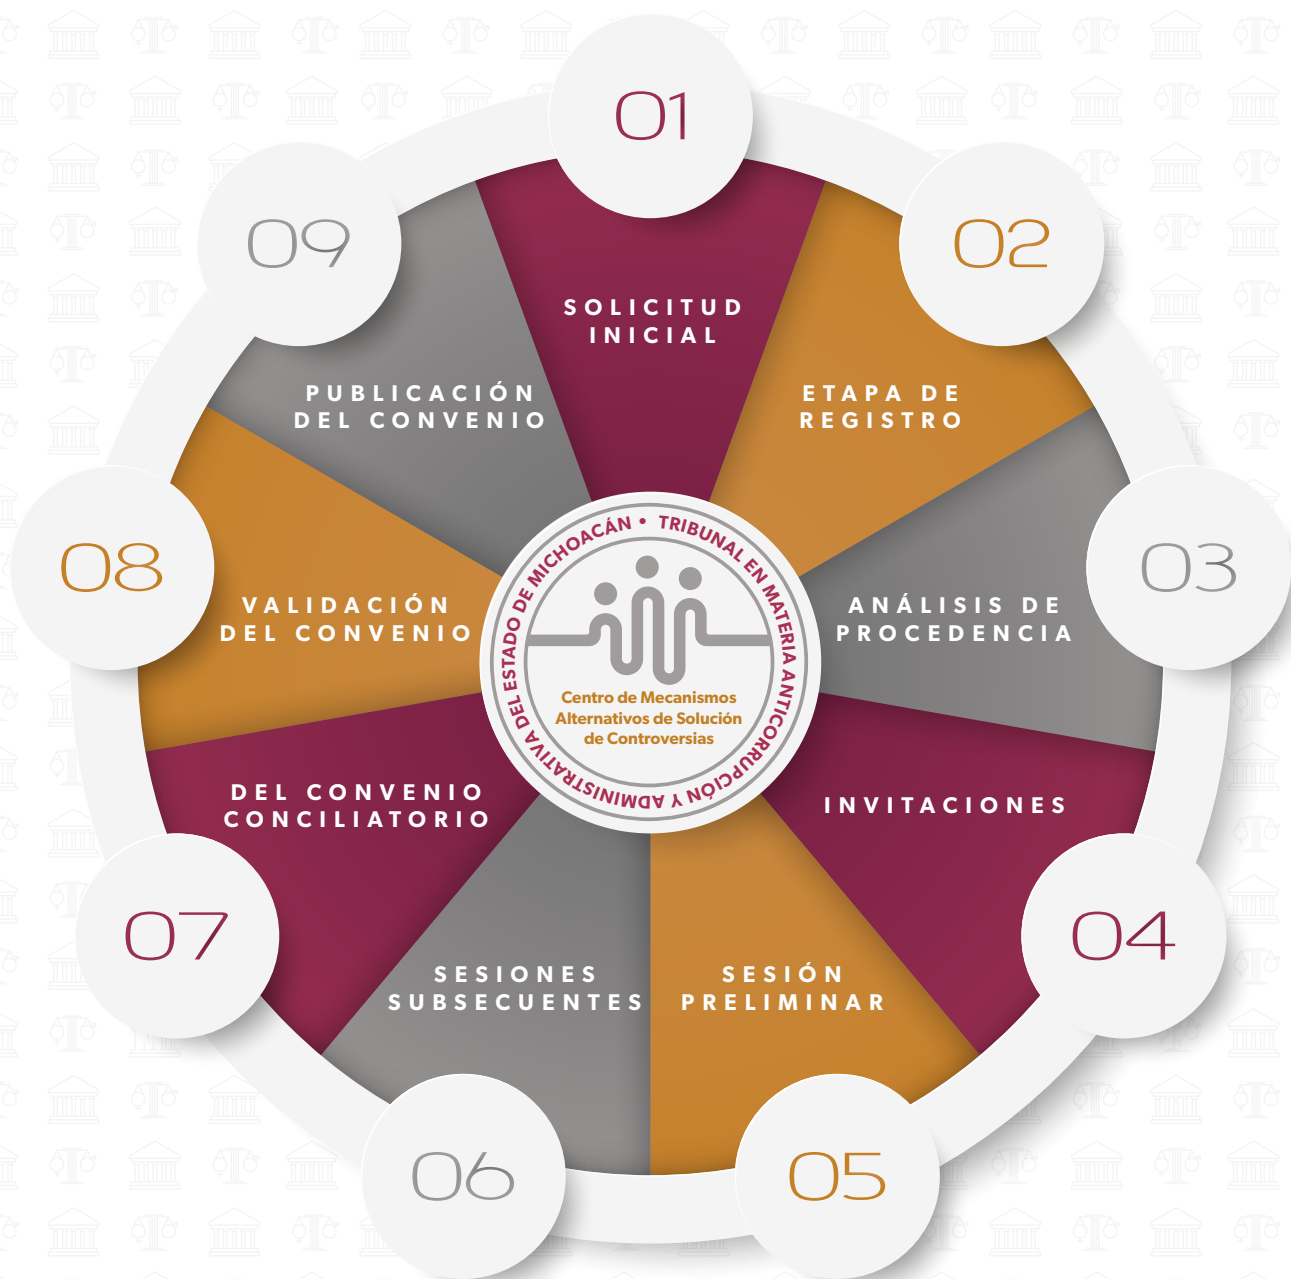 01
SOLICITUD
INICIAL
02
ETAPA DE
REGISTRO
03
ANÁLISIS DE
PROCEDENCIA
04
INVITACIONES
05
SESIÓN
PRELIMINAR
06
SESIONES
SUBSECUENTES
07
DEL CONVENIO
CONCILIATORIO
08
VALIDACIÓN
DEL CONVENIO
09
PUBLICACIÓN
DEL CONVENIO
TRIBUNAL EN MATERIA ANTICORRUPCIÓN Y ADMINISTRATIVA DEL ESTADO DE MICHOACÁN •
Centro de Mecanismos
Alternativos de Solución
de Controversias